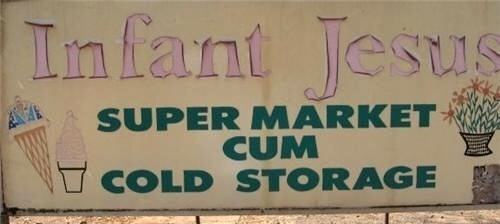 Infant Jesus
SUPER MARKET
CUM
COLD STORAGE